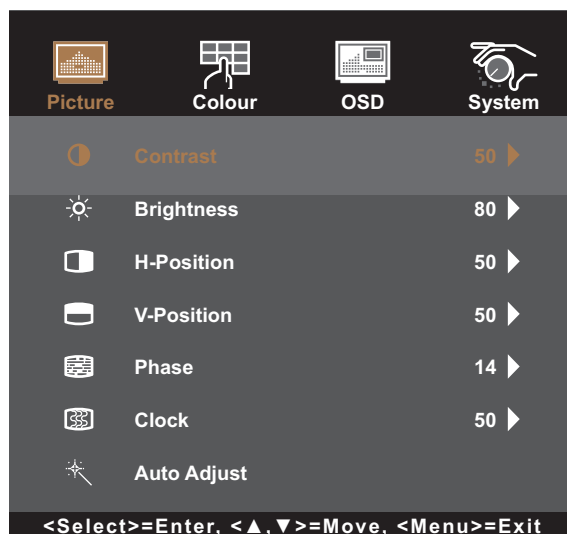 Picture Colour OSD System
Contrast 50
Brightness 80
H-Position 50
V-Position 50
Phase 14
Clock 50
Auto Adjust
<Select>=Enter, <▲,▼>=Move, <Menu>=Exit